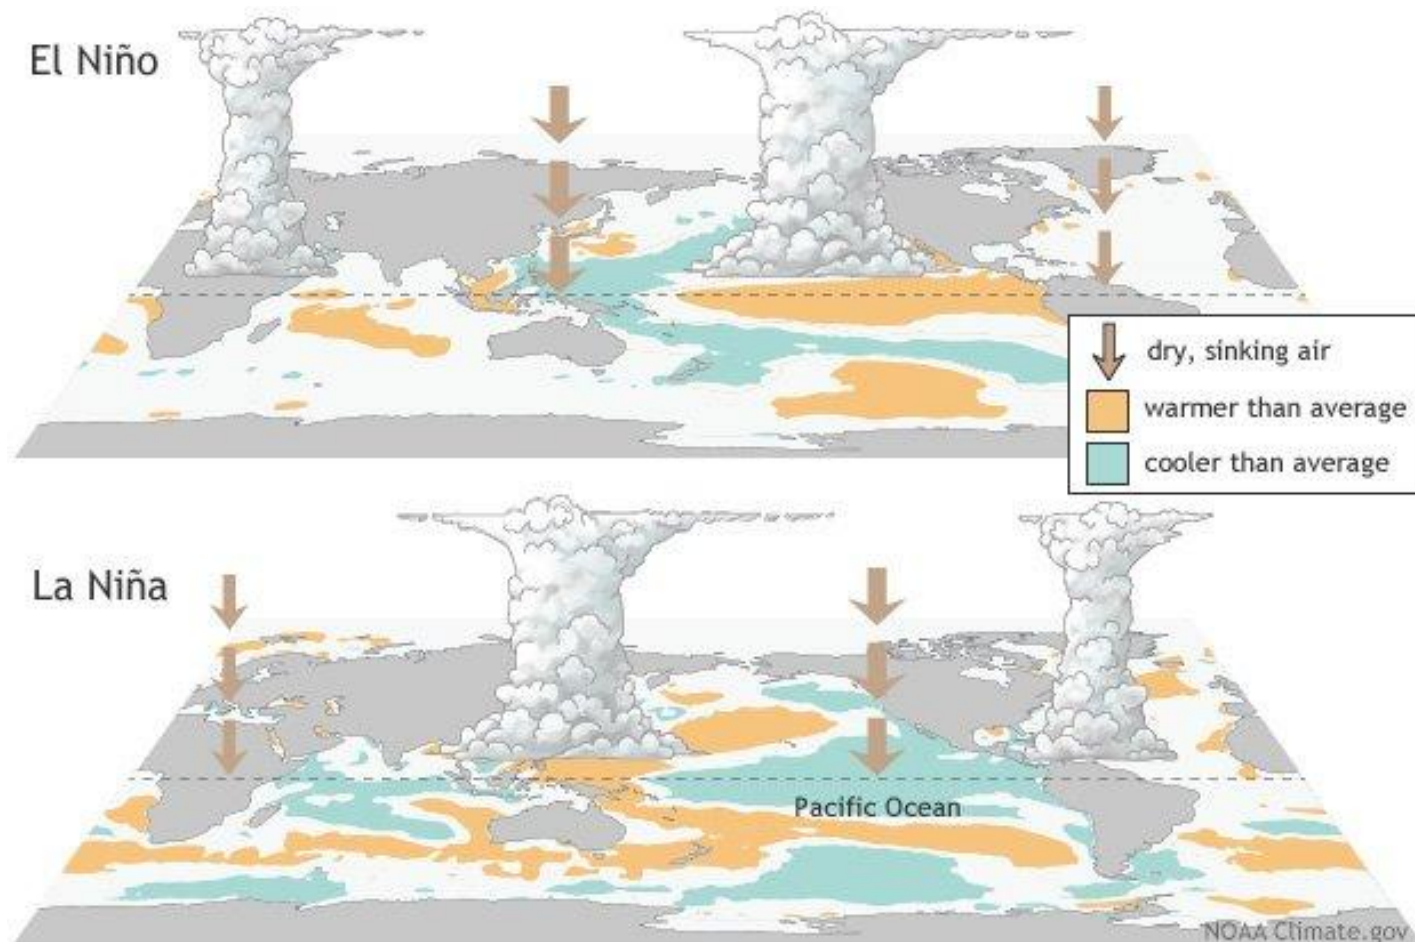 El Niño
dry, sinking air
warmer than average
cooler than average
La Niña
Pacific Ocean
NOAA Climate.gov